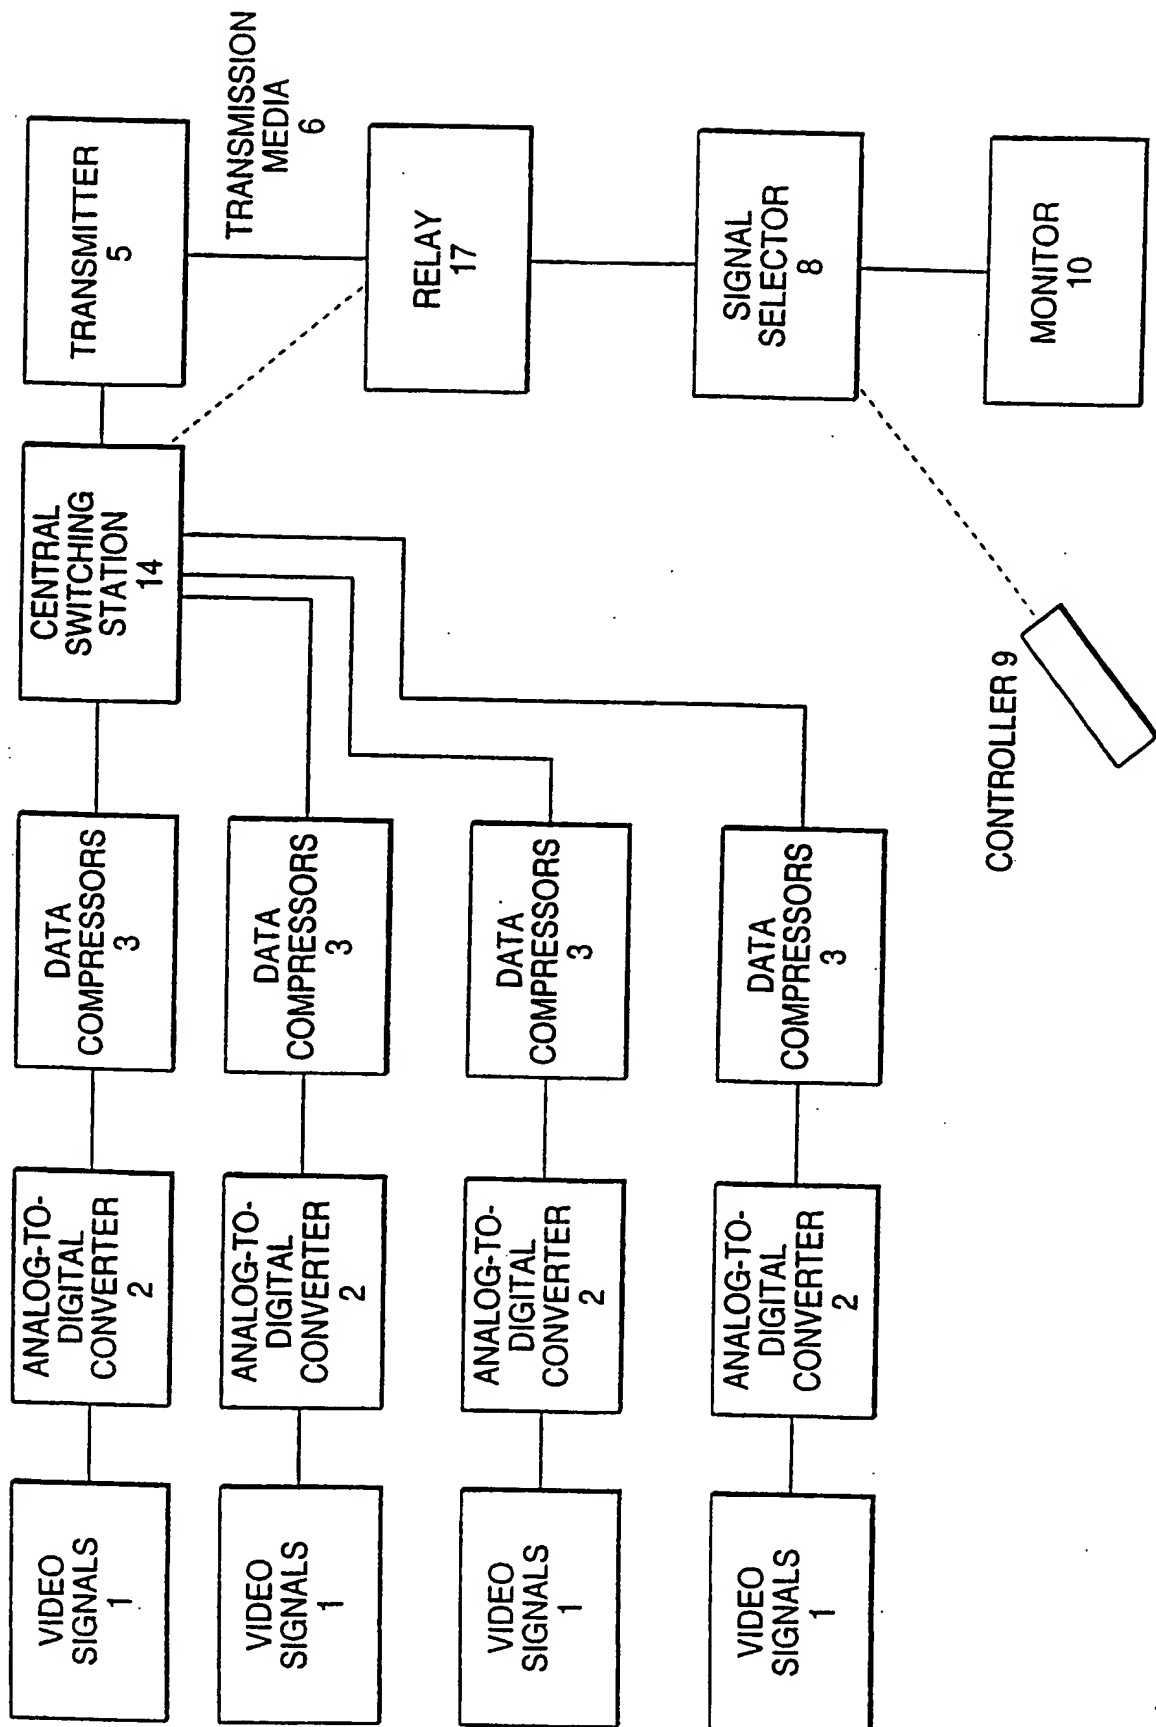 VIDEO
SIGNALS
1
ANALOG-TO-
DIGITAL
CONVERTER
2
DATA
COMPRESSORS
3
CENTRAL
SWITCHING
STATION
14
TRANSMITTER
5
VIDEO
SIGNALS
1
ANALOG-TO-
DIGITAL
CONVERTER
2
DATA
COMPRESSORS
3
TRANSMISSION
MEDIA
6
VIDEO
SIGNALS
1
ANALOG-TO-
DIGITAL
CONVERTER
2
DATA
COMPRESSORS
3
RELAY
17
VIDEO
SIGNALS
1
ANALOG-TO-
DIGITAL
CONVERTER
2
DATA
COMPRESSORS
3
SIGNAL
SELECTOR
8
CONTROLLER 9
MONITOR
10